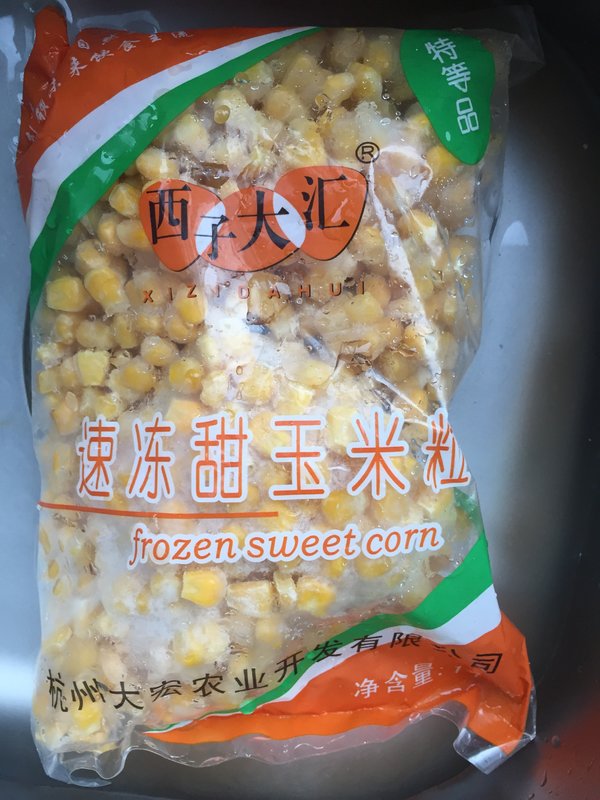 特等品
®
西子大汇
XIZIDAHUI
速冻甜玉米粒
frozen sweet corn
杭州大宏农业开发有限公司
净含量: